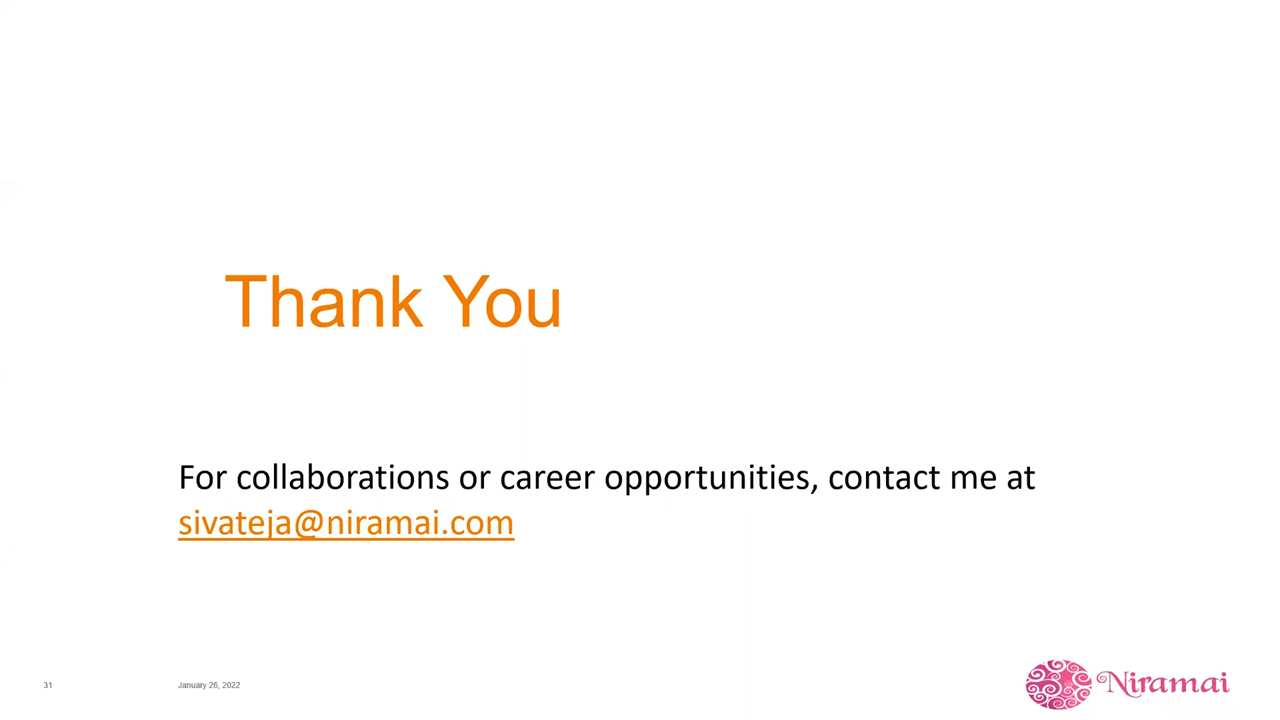 Thank You
For collaborations or career opportunities, contact me at
sivateja@niramai.com
31
January 26, 2022
Niramai